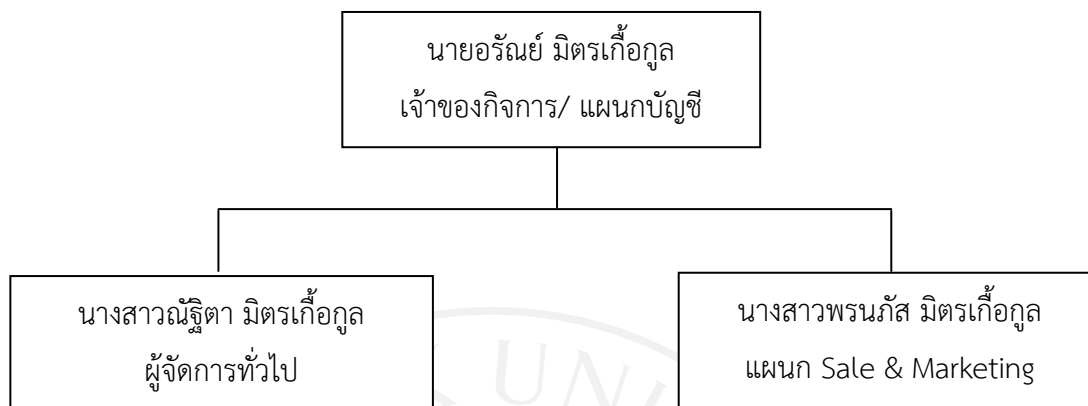 นายอรัณย์ มิตรเกื้อกูล
เจ้าของกิจการ/ แผนกบัญชี
นางสาวณัฐิตา มิตรเกื้อกูล
ผู้จัดการทั่วไป
นางสาวพรนภัส มิตรเกื้อกูล
แผนก Sale & Marketing